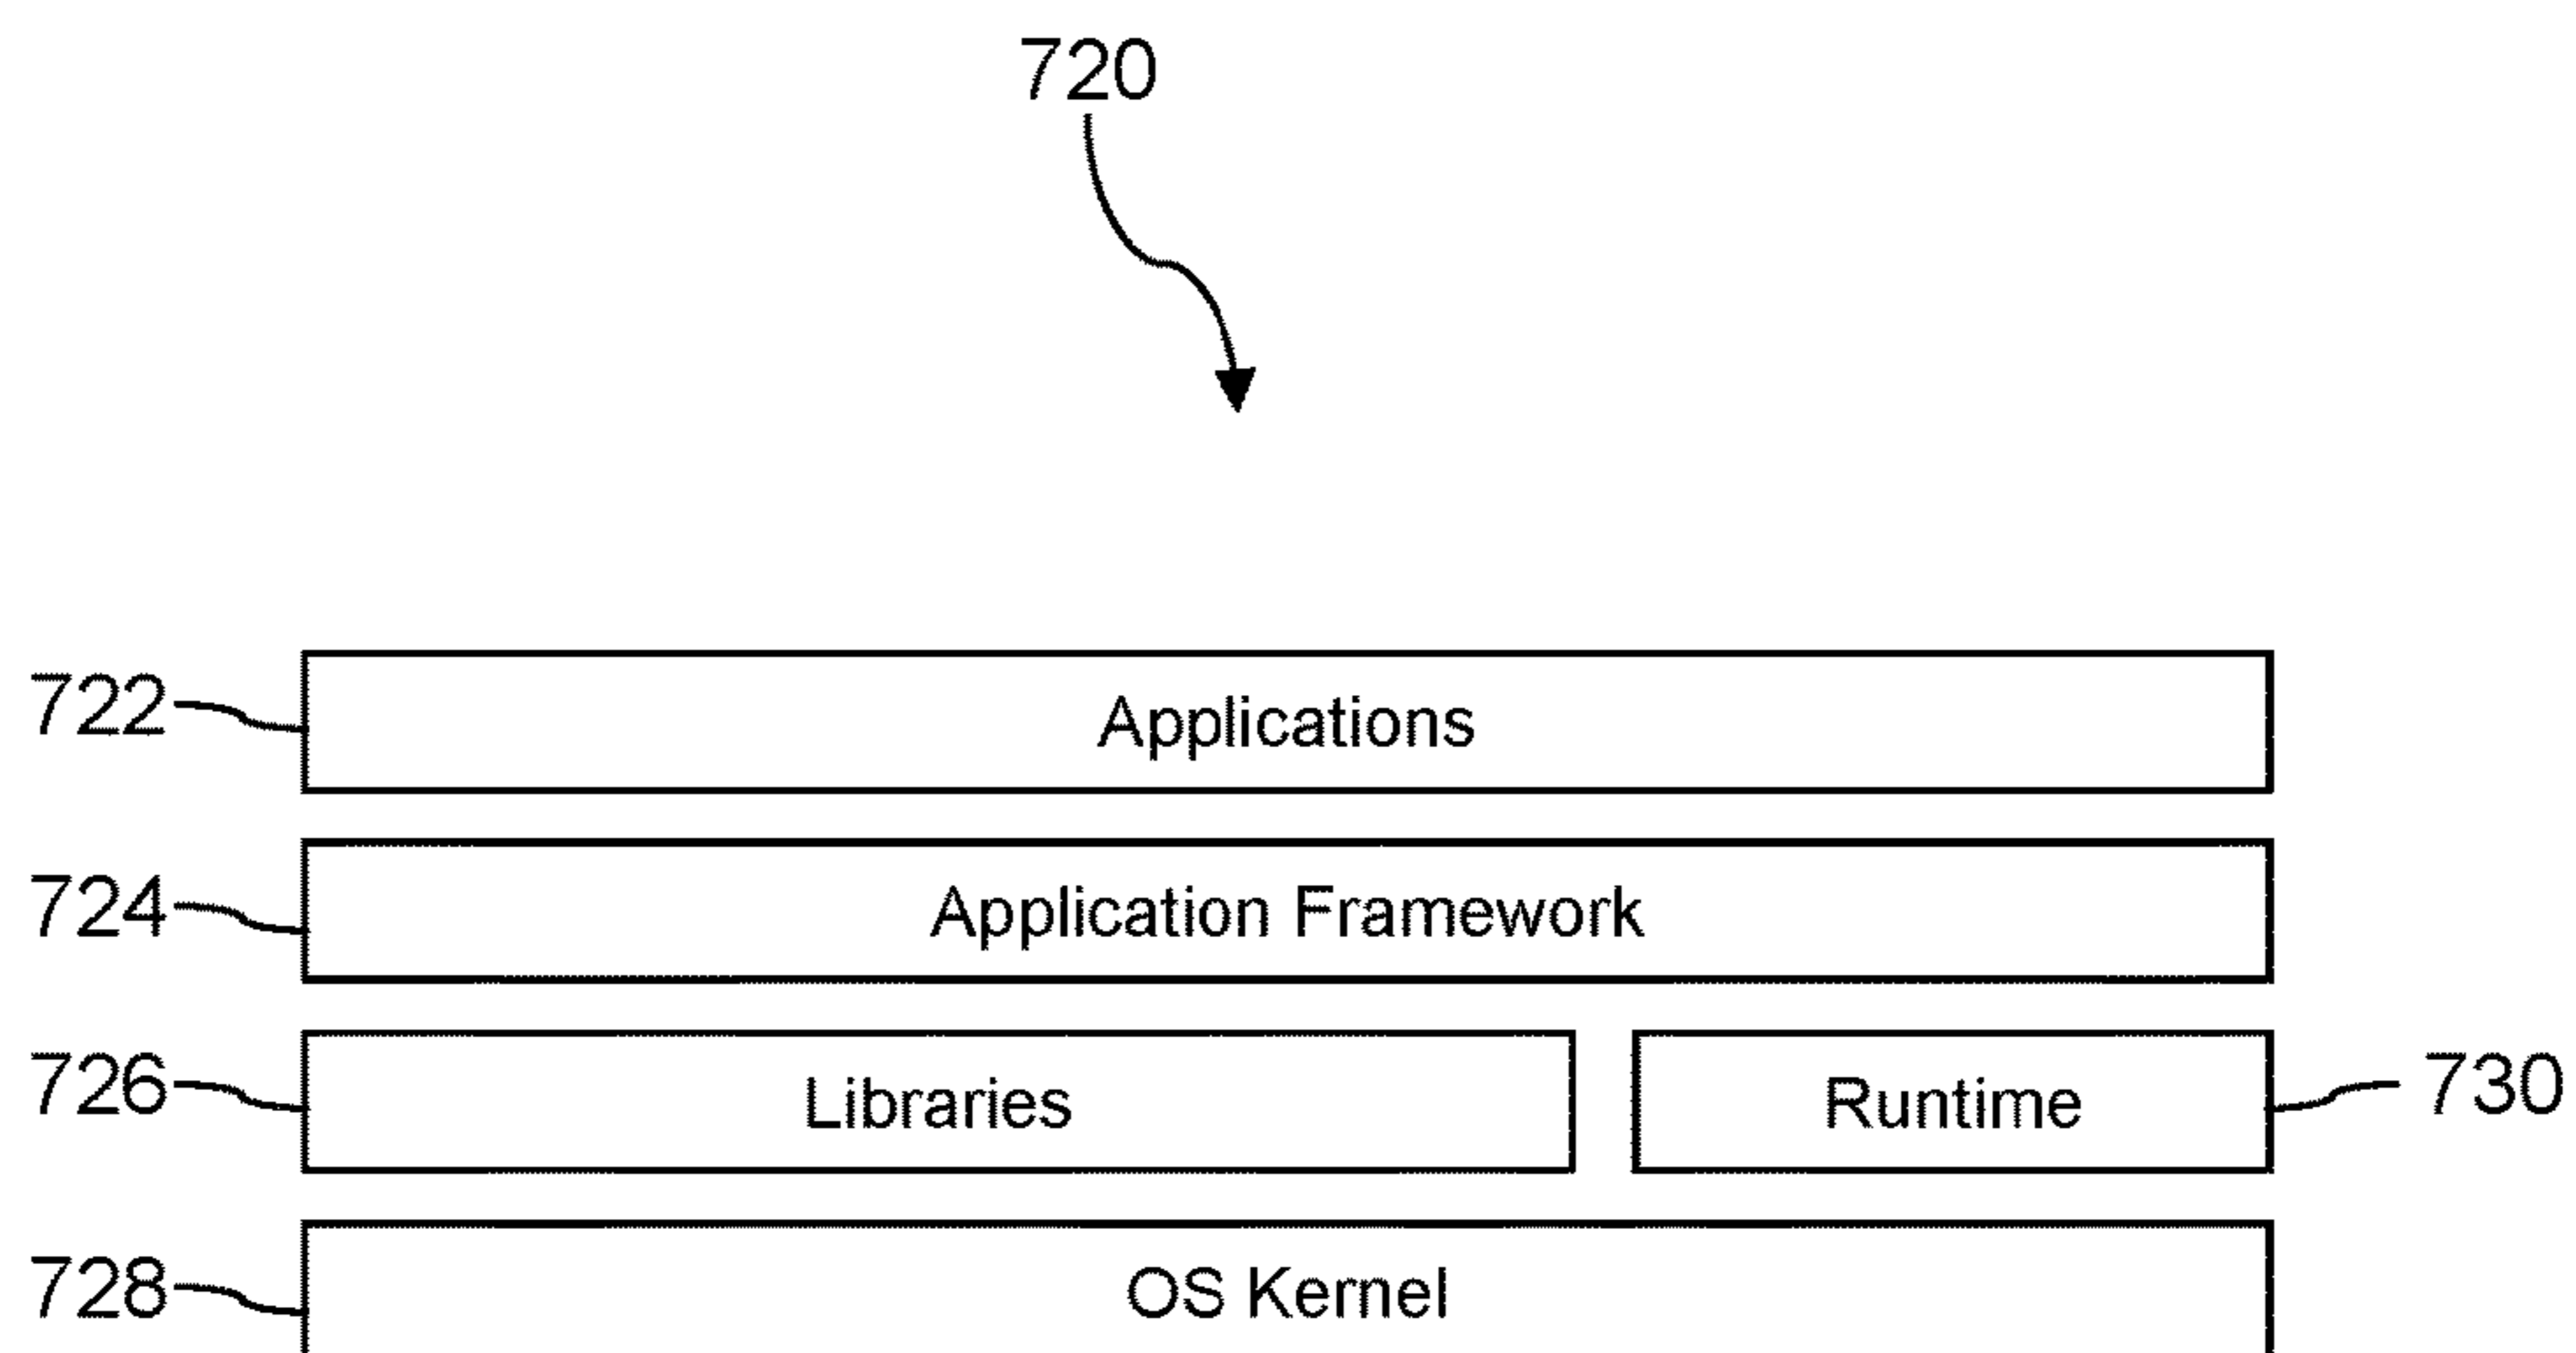 720
722 Applications
724 Application Framework
726 Libraries Runtime 730
728 OS Kernel